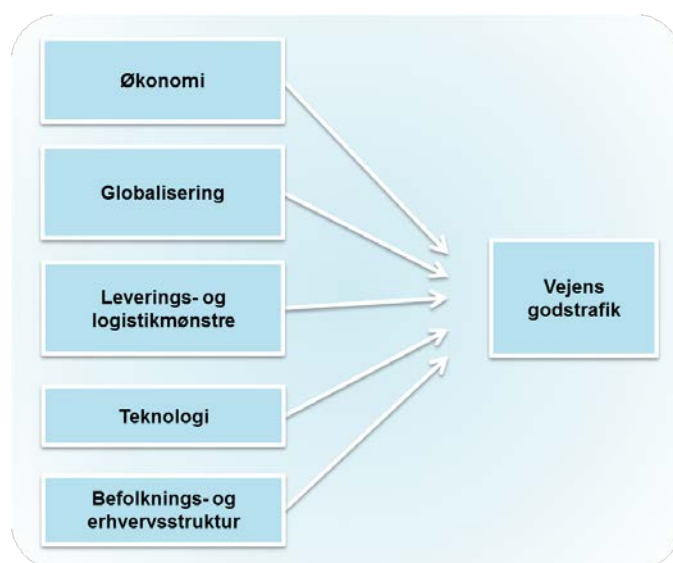 Økonomi
Globalisering
Leverings- og
logistikmønstre
Teknologi
Befolknings- og
erhvervsstruktur
Vejens
godstrafik